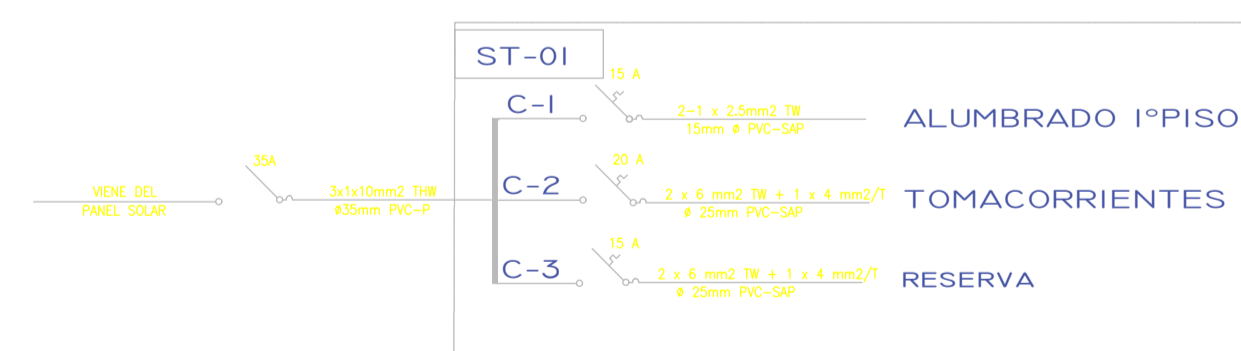 ST-01
15 A
C-1
2-1 x 2.5mm2 TW
15mm ø PVC-SAP
ALUMBRADO 1ºPISO
35A
VIENE DEL
PANEL SOLAR
3x1x10mm2 THW
ø35mm PVC-P
20 A
C-2
2 x 6 mm2 TW + 1 x 4 mm2/T
ø 25mm PVC-SAP
TOMACORRIENTES
15 A
C-3
2 x 6 mm2 TW + 1 x 4 mm2/T
ø 25mm PVC-SAP
RESERVA